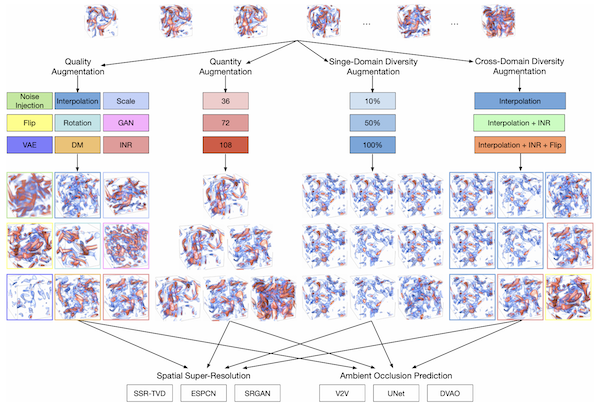 ... ...
Quality
Augmentation
Quantity
Augmentation
Singe-Domain Diversity
Augmentation
Cross-Domain Diversity
Augmentation
Noise
Injection
Interpolation
Scale
Flip
Rotation
GAN
VAE
DM
INR
36
72
108
10%
50%
100%
Interpolation
Interpolation + INR
Interpolation + INR + Flip
Spatial Super-Resolution
Ambient Occlusion Prediction
SSR-TVD
ESPCN
SRGAN
V2V
UNet
DVAO